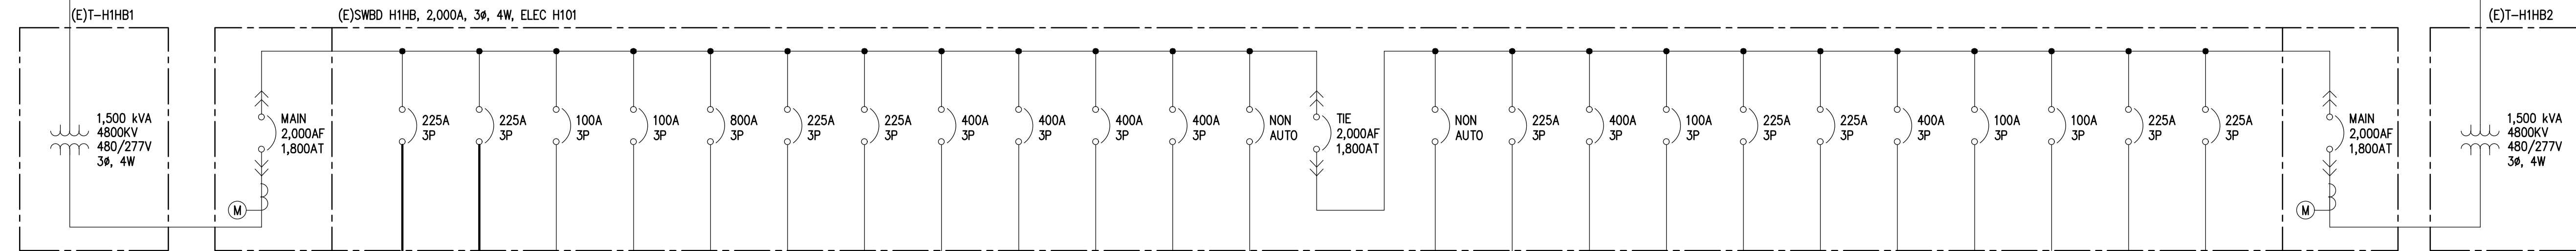 (E)T-H1HB1
(E)SWBD H1HB, 2,000A, 3ø, 4W, ELEC H101
(E)T-H1HB2
1,500 kVA
4800KV
480/277V
3ø, 4W
MAIN
2,000AF
1,800AT
M
225A
3P
225A
3P
100A
3P
100A
3P
800A
3P
225A
3P
225A
3P
400A
3P
400A
3P
400A
3P
400A
3P
NON
AUTO
TIE
2,000AF
1,800AT
NON
AUTO
225A
3P
400A
3P
100A
3P
225A
3P
225A
3P
400A
3P
100A
3P
100A
3P
225A
3P
225A
3P
MAIN
2,000AF
1,800AT
M
1,500 kVA
4800KV
480/277V
3ø, 4W